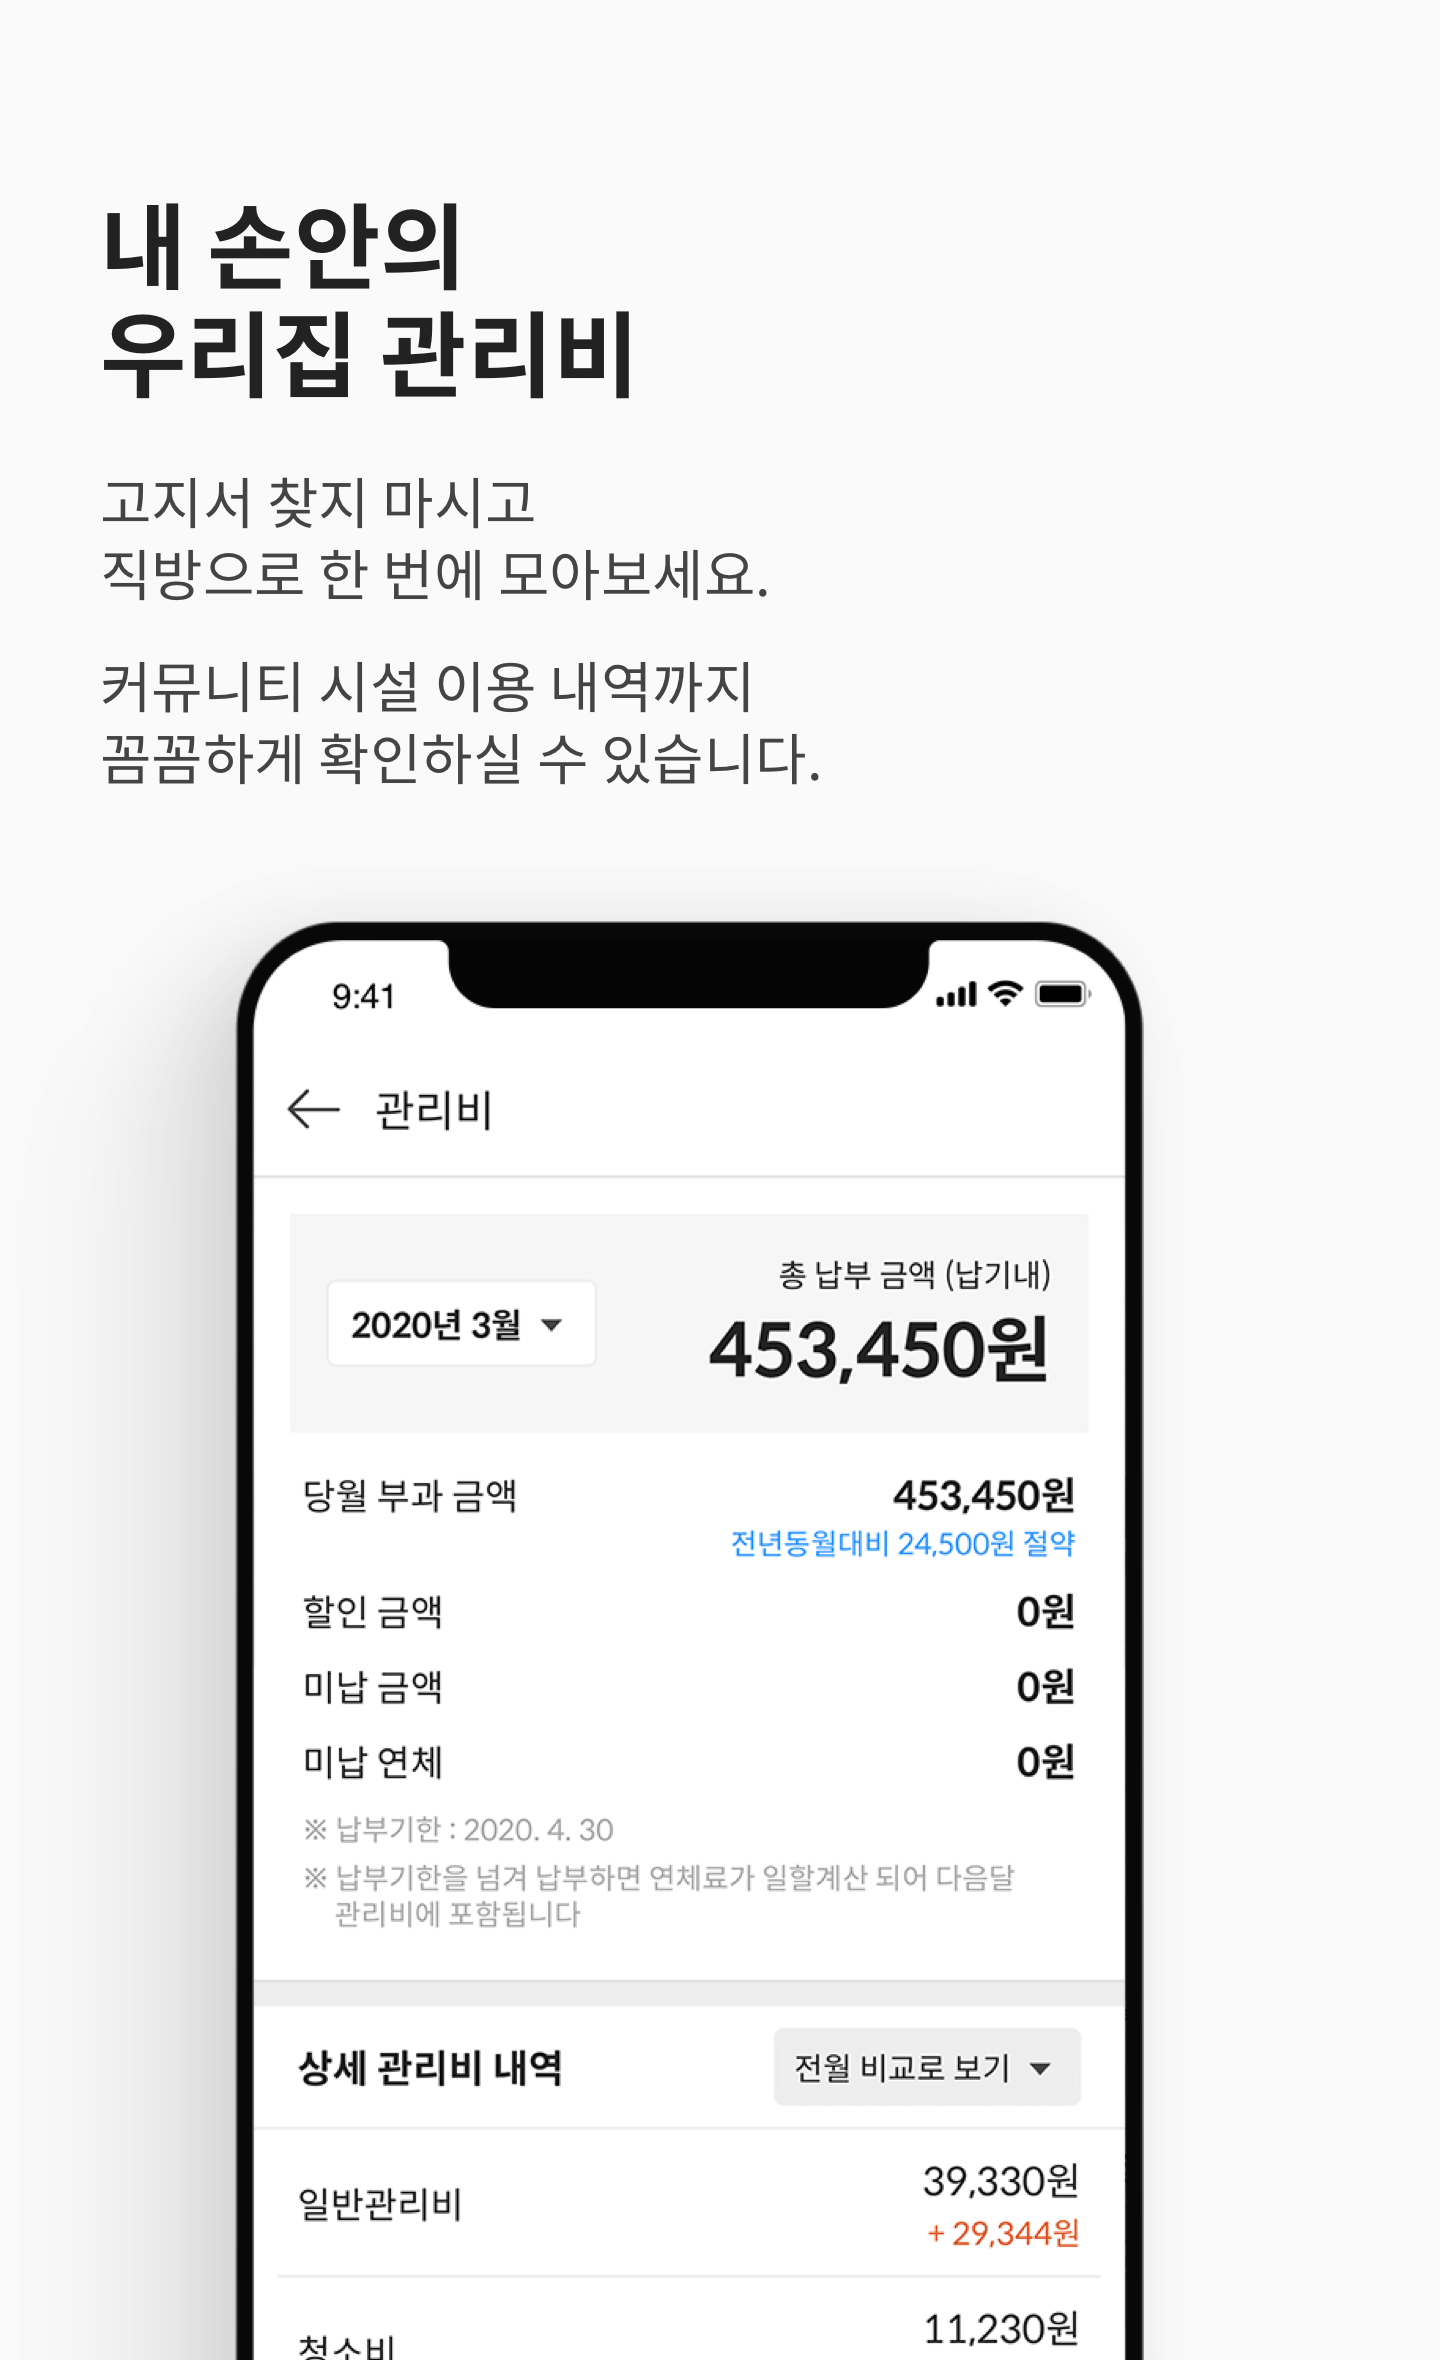 내 손안의
우리집 관리비
고지서 찾지 마시고
직방으로 한 번에 모아보세요.
커뮤니티 시설 이용 내역까지
꼼꼼하게 확인하실 수 있습니다.
9:41
관리비
총 납부 금액 (납기내)
2020년 3월
453,450원
당월 부과 금액 453,450원
전년동월대비 24,500원 절약
할인 금액 0원
미납 금액 0원
미납 연체 0원
※ 납부기한 : 2020. 4. 30
※ 납부기한을 넘겨 납부하면 연체료가 일할계산 되어 다음달
관리비에 포함됩니다
상세 관리비 내역 전월 비교로 보기
일반관리비 39,330원
+ 29,344원
청소비 11,230원